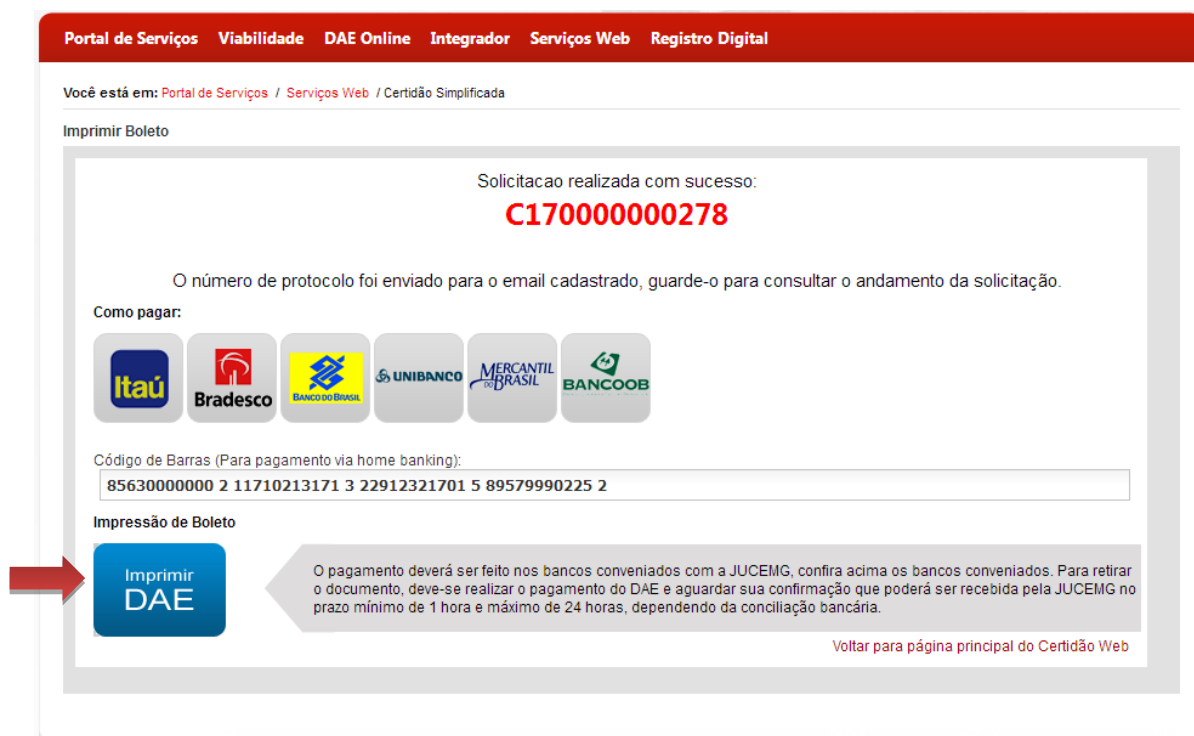 Portal de Serviços Viabilidade DAE Online Integrador Serviços Web Registro Digital
Você está em: Portal de Serviços / Serviços Web / Certidão Simplificada
Imprimir Boleto
Solicitacao realizada com sucesso:
C170000000278
O número de protocolo foi enviado para o email cadastrado, guarde-o para consultar o andamento da solicitação.
Como pagar:
Itaú
Bradesco
BANCO DO BRASIL
UNIBANCO
MERCANTIL DO BRASIL
BANCOOB
Código de Barras (Para pagamento via home banking):
85630000000 2 11710213171 3 22912321701 5 89579990225 2
Impressão de Boleto
Imprimir
DAE
O pagamento deverá ser feito nos bancos conveniados com a JUCEMG, confira acima os bancos conveniados. Para retirar
o documento, deve-se realizar o pagamento do DAE e aguardar sua confirmação que poderá ser recebida pela JUCEMG no
prazo mínimo de 1 hora e máximo de 24 horas, dependendo da conciliação bancária.
Voltar para página principal do Certidão Web